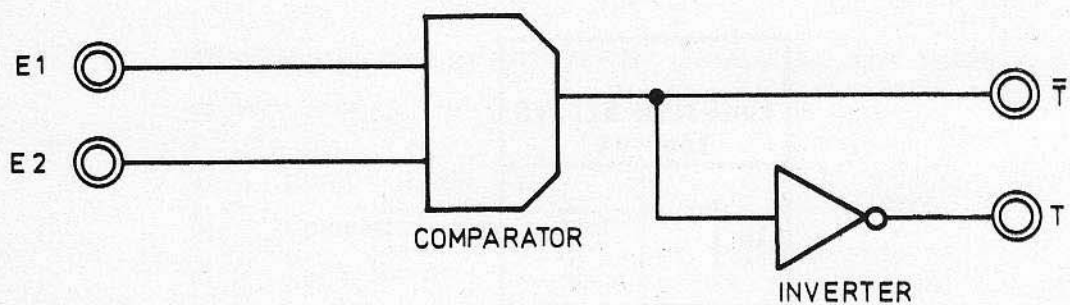 E1
E2
COMPARATOR
T̅
T
INVERTER